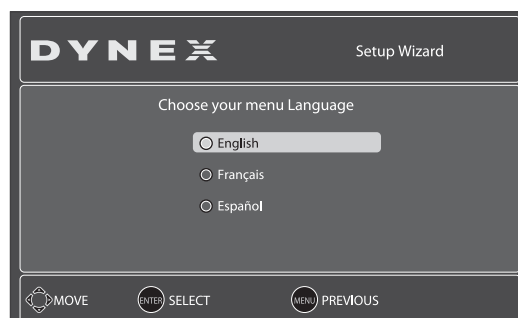 DYNEX Setup Wizard
Choose your menu Language
English
Français
Español
MOVE ENTER SELECT MENU PREVIOUS